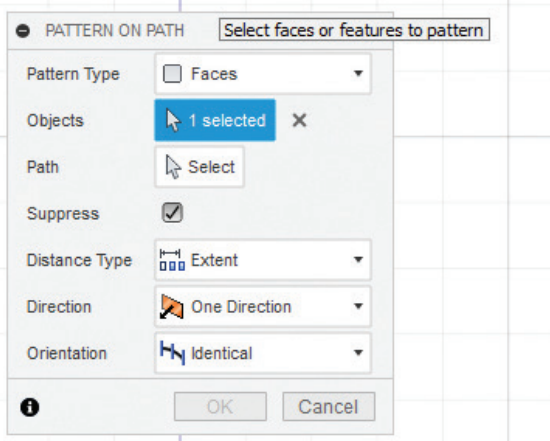 PATTERN ON PATH
Select faces or features to pattern
Pattern Type Faces
Objects 1 selected
Path Select
Suppress
Distance Type Extent
Direction One Direction
Orientation Identical
OK Cancel